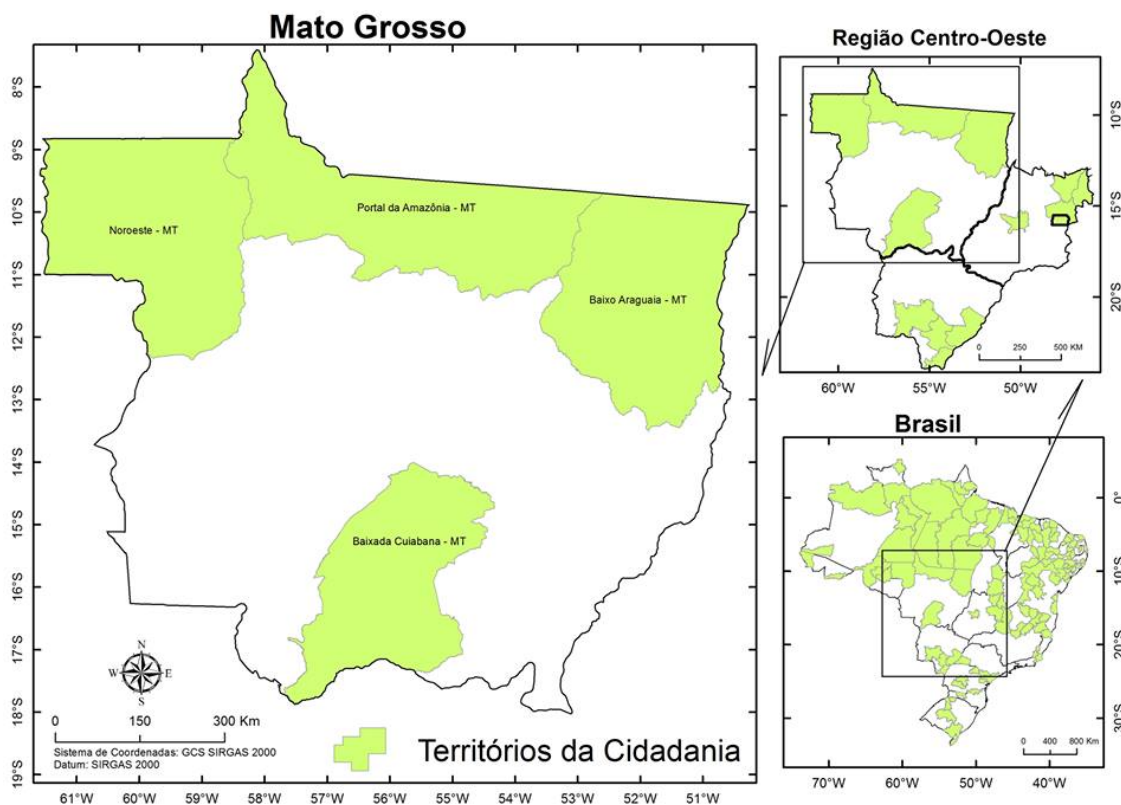 Mato Grosso
8°S
9°S
10°S
11°S
12°S
13°S
14°S
15°S
16°S
17°S
18°S
19°S
Noroeste - MT
Portal da Amazônia - MT
Baixo Araguaia - MT
Baixada Cuiabana - MT
N
W E
S
0 150 300 Km
Sistema de Coordenadas: GCS SIRGAS 2000
Datum: SIRGAS 2000
Territórios da Cidadania
61°W 60°W 59°W 58°W 57°W 56°W 55°W 54°W 53°W 52°W 51°W
Região Centro-Oeste
10°S
15°S
20°S
0 250 500 KM
60°W 55°W 50°W
Brasil
0°
10°S
20°S
30°S
0 400 800 Km
70°W 60°W 50°W 40°W